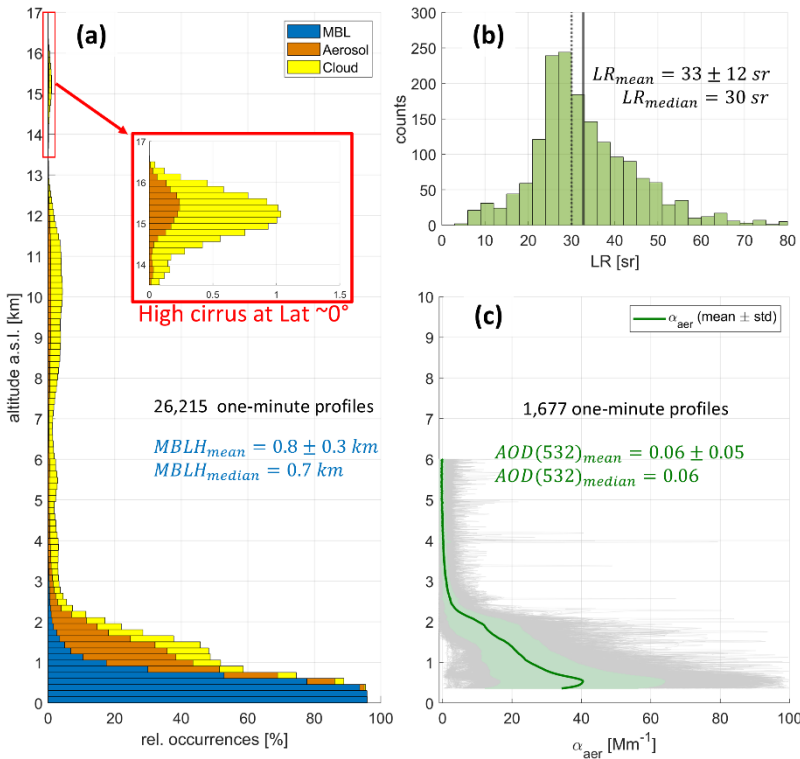 (a)
MBL
Aerosol
Cloud
17
16
15
14
13
12
11
10
9
8
7
6
5
4
3
2
1
0
altitude a.s.l. [km]
17
16
15
14
0
0.5
1
1.5
High cirrus at Lat ~0°
26,215 one-minute profiles
MBLH_mean = 0.8 ± 0.3 km
MBLH_median = 0.7 km
0 20 40 60 80 100
rel. occurrences [%]
(b)
300
250
200
150
100
50
0
counts
LR_mean = 33 ± 12 sr
LR_median = 30 sr
0 10 20 30 40 50 60 70 80
LR [sr]
(c)
α_aer (mean ± std)
10
9
8
7
6
5
4
3
2
1
0
1,677 one-minute profiles
AOD(532)_mean = 0.06 ± 0.05
AOD(532)_median = 0.06
0 20 40 60 80 100
α_aer [Mm⁻¹]